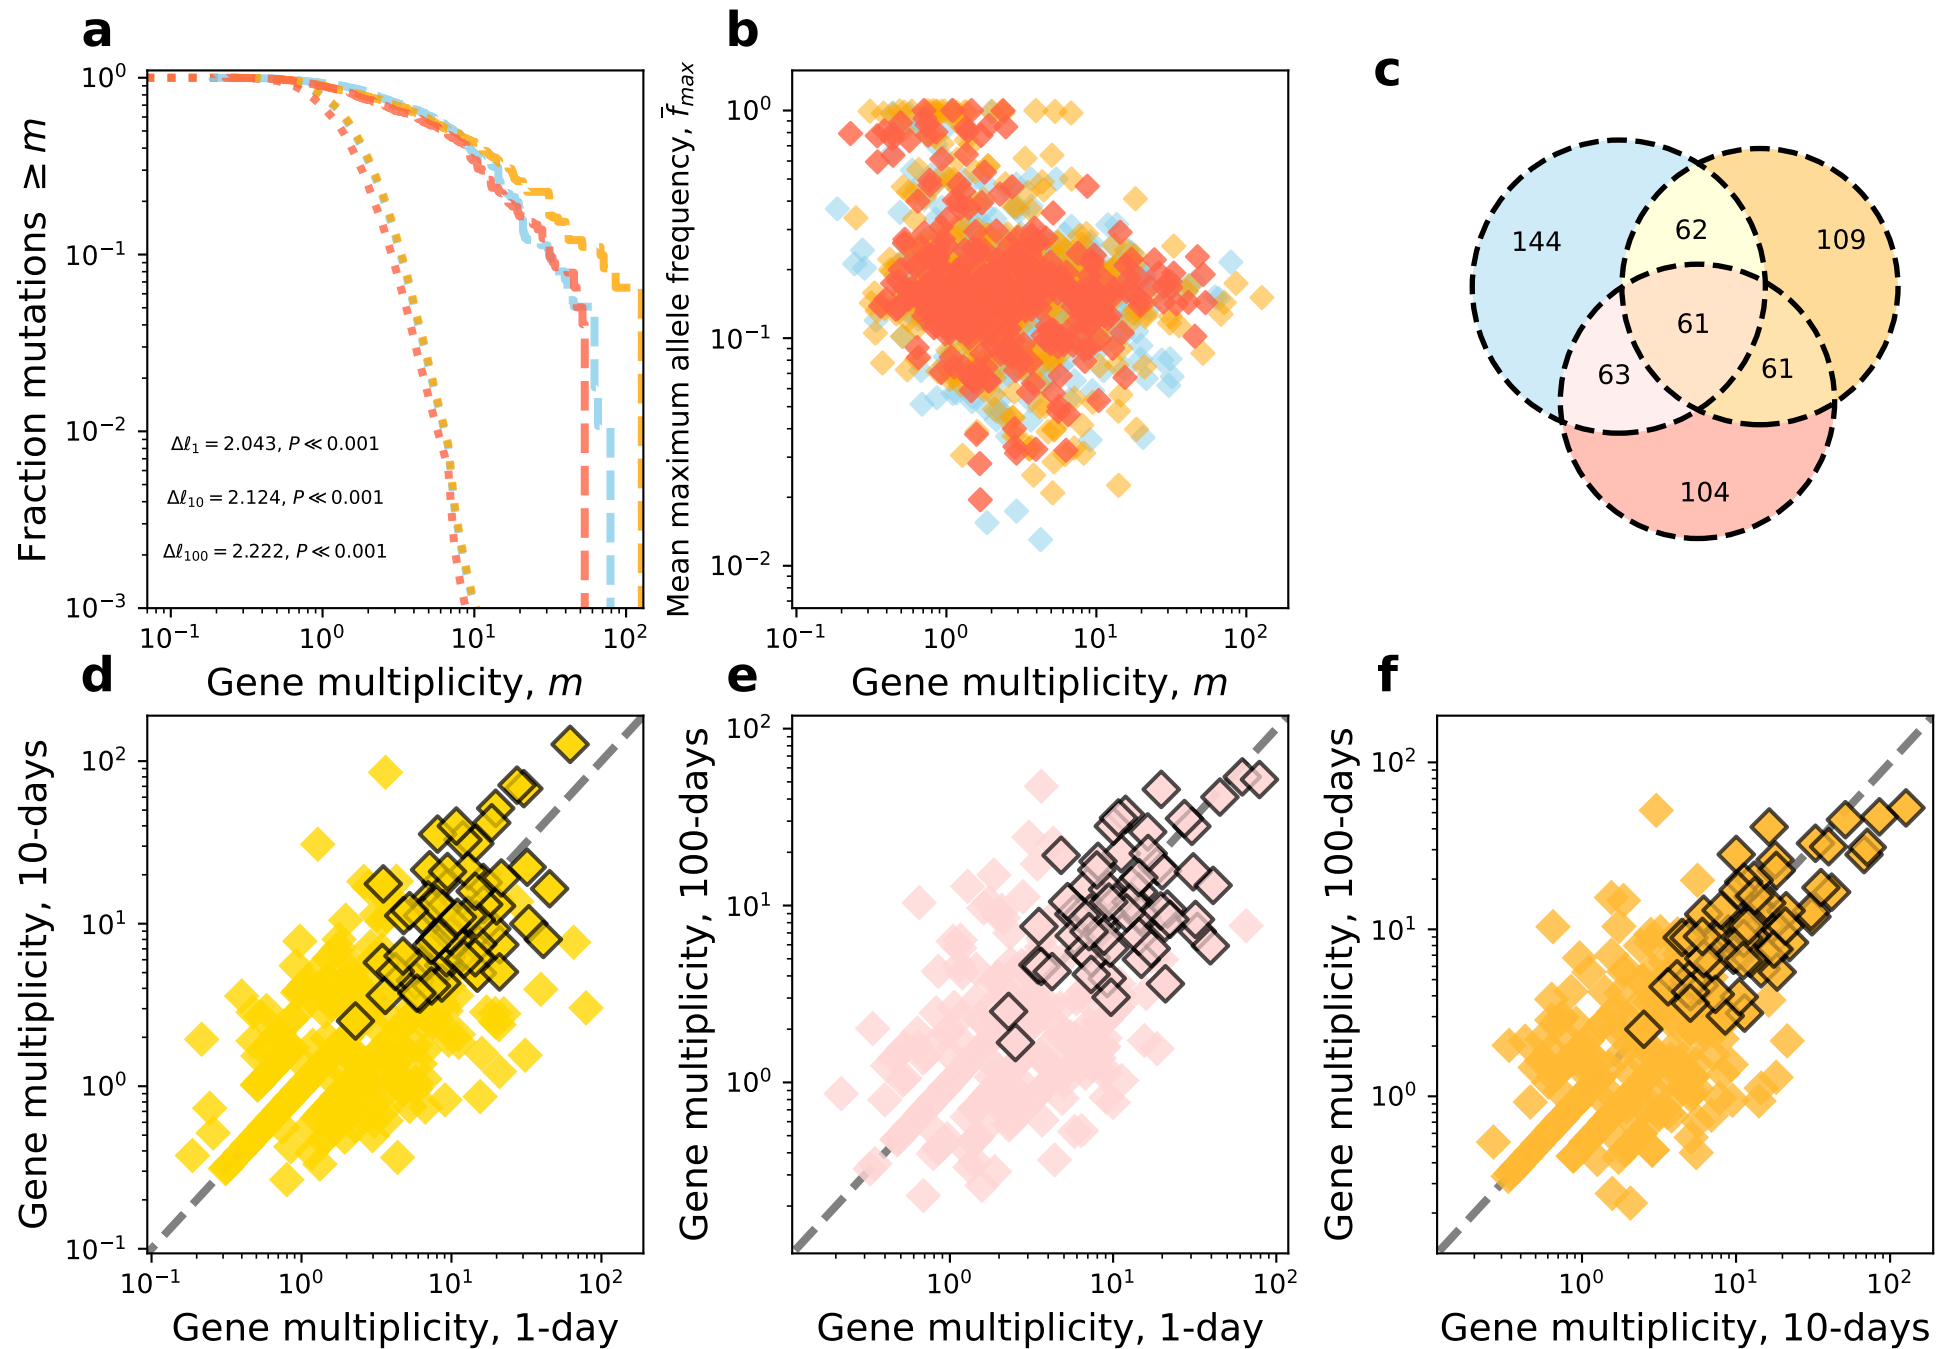 a
10⁰
10⁻¹
10⁻²
10⁻³
Fraction mutations ≥ m
Δℓ₁ = 2.043, P ≪ 0.001
Δℓ₁₀ = 2.124, P ≪ 0.001
Δℓ₁₀₀ = 2.222, P ≪ 0.001
10⁻¹ 10⁰ 10¹ 10²
Gene multiplicity, m
b
10⁰
10⁻¹
10⁻²
Mean maximum allele frequency, f̄ₘₐₓ
10⁻¹ 10⁰ 10¹ 10²
Gene multiplicity, m
c
144
62
109
61
63
61
104
d
10²
10¹
10⁰
10⁻¹
Gene multiplicity, 10-days
10⁻¹ 10⁰ 10¹ 10²
Gene multiplicity, 1-day
e
10²
10¹
10⁰
Gene multiplicity, 100-days
10⁰ 10¹ 10²
Gene multiplicity, 1-day
f
10²
10¹
10⁰
Gene multiplicity, 100-days
10⁰ 10¹ 10²
Gene multiplicity, 10-days